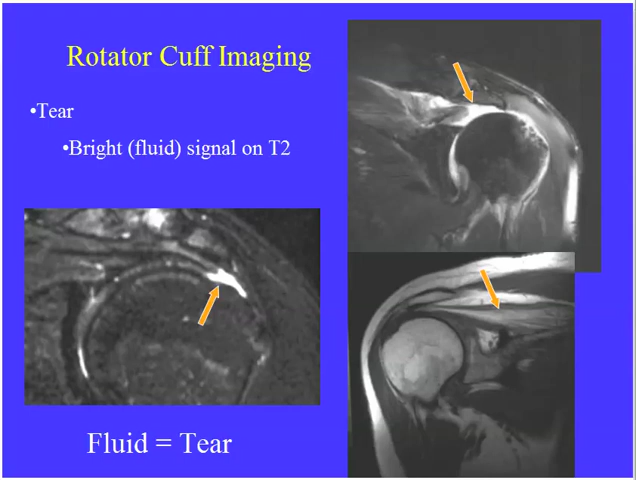 Rotator Cuff Imaging
•Tear
•Bright (fluid) signal on T2
Fluid = Tear